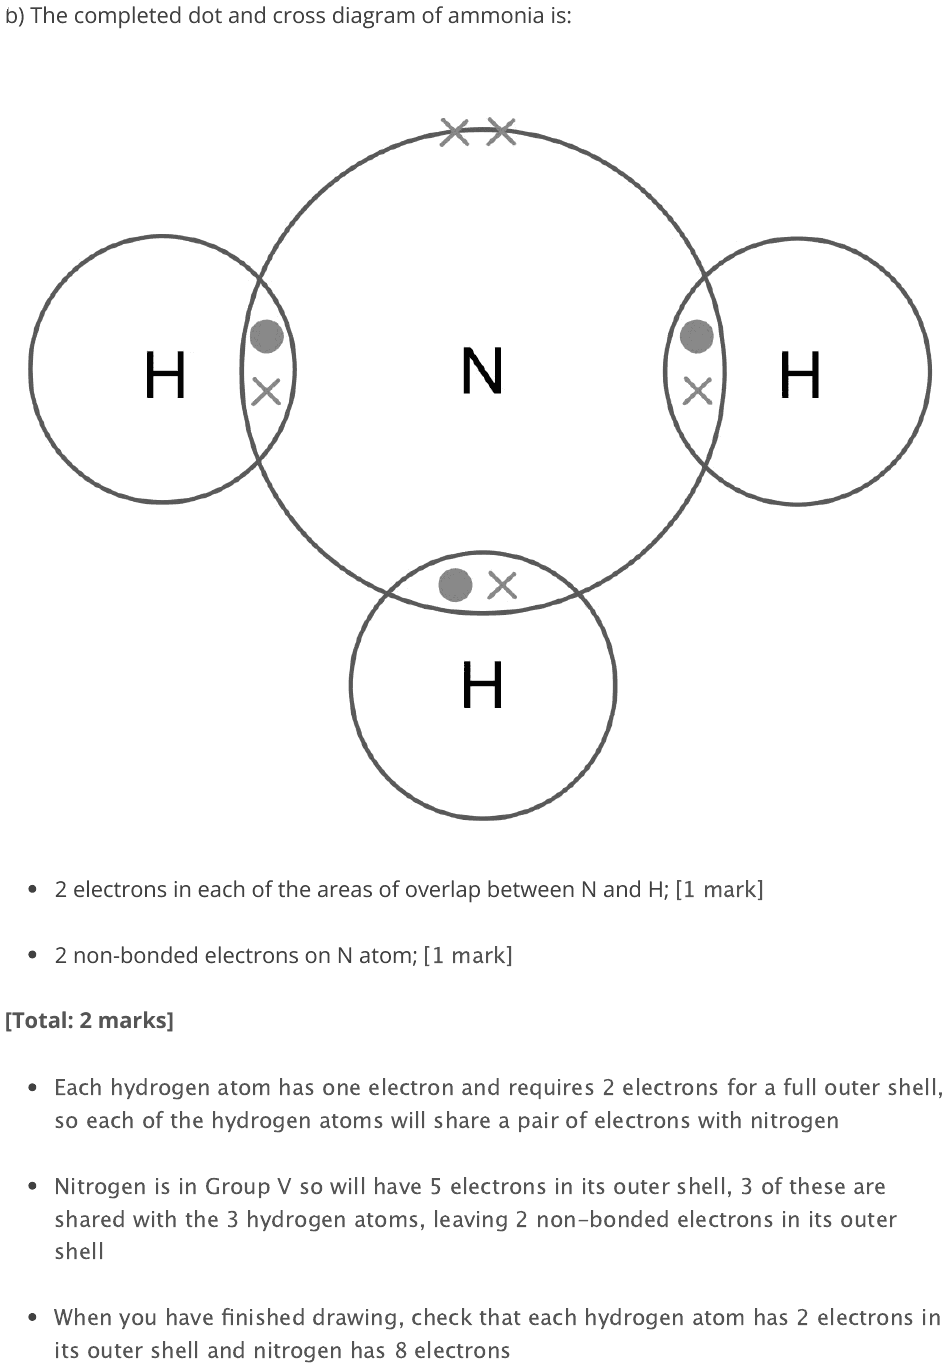 b) The completed dot and cross diagram of ammonia is:
N
H
H
H
• 2 electrons in each of the areas of overlap between N and H; [1 mark]
• 2 non-bonded electrons on N atom; [1 mark]
[Total: 2 marks]
• Each hydrogen atom has one electron and requires 2 electrons for a full outer shell,
so each of the hydrogen atoms will share a pair of electrons with nitrogen
• Nitrogen is in Group V so will have 5 electrons in its outer shell, 3 of these are
shared with the 3 hydrogen atoms, leaving 2 non-bonded electrons in its outer
shell
• When you have finished drawing, check that each hydrogen atom has 2 electrons in
its outer shell and nitrogen has 8 electrons